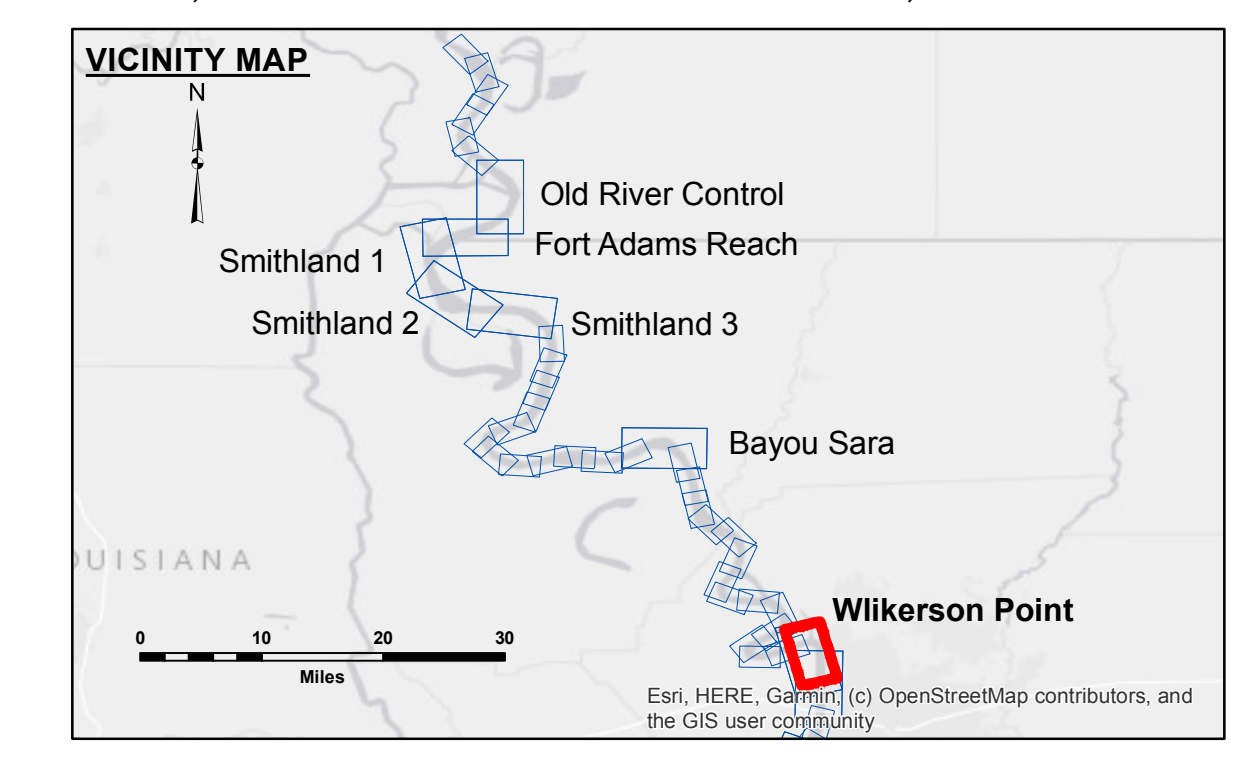 VICINITY MAP
N
Old River Control
Fort Adams Reach
Smithland 1
Smithland 2
Smithland 3
Bayou Sara
OUISIANA
Wlikerson Point
0 10 20 30
Miles
Esri, HERE, Garmin, (c) OpenStreetMap contributors, and
the GIS user community